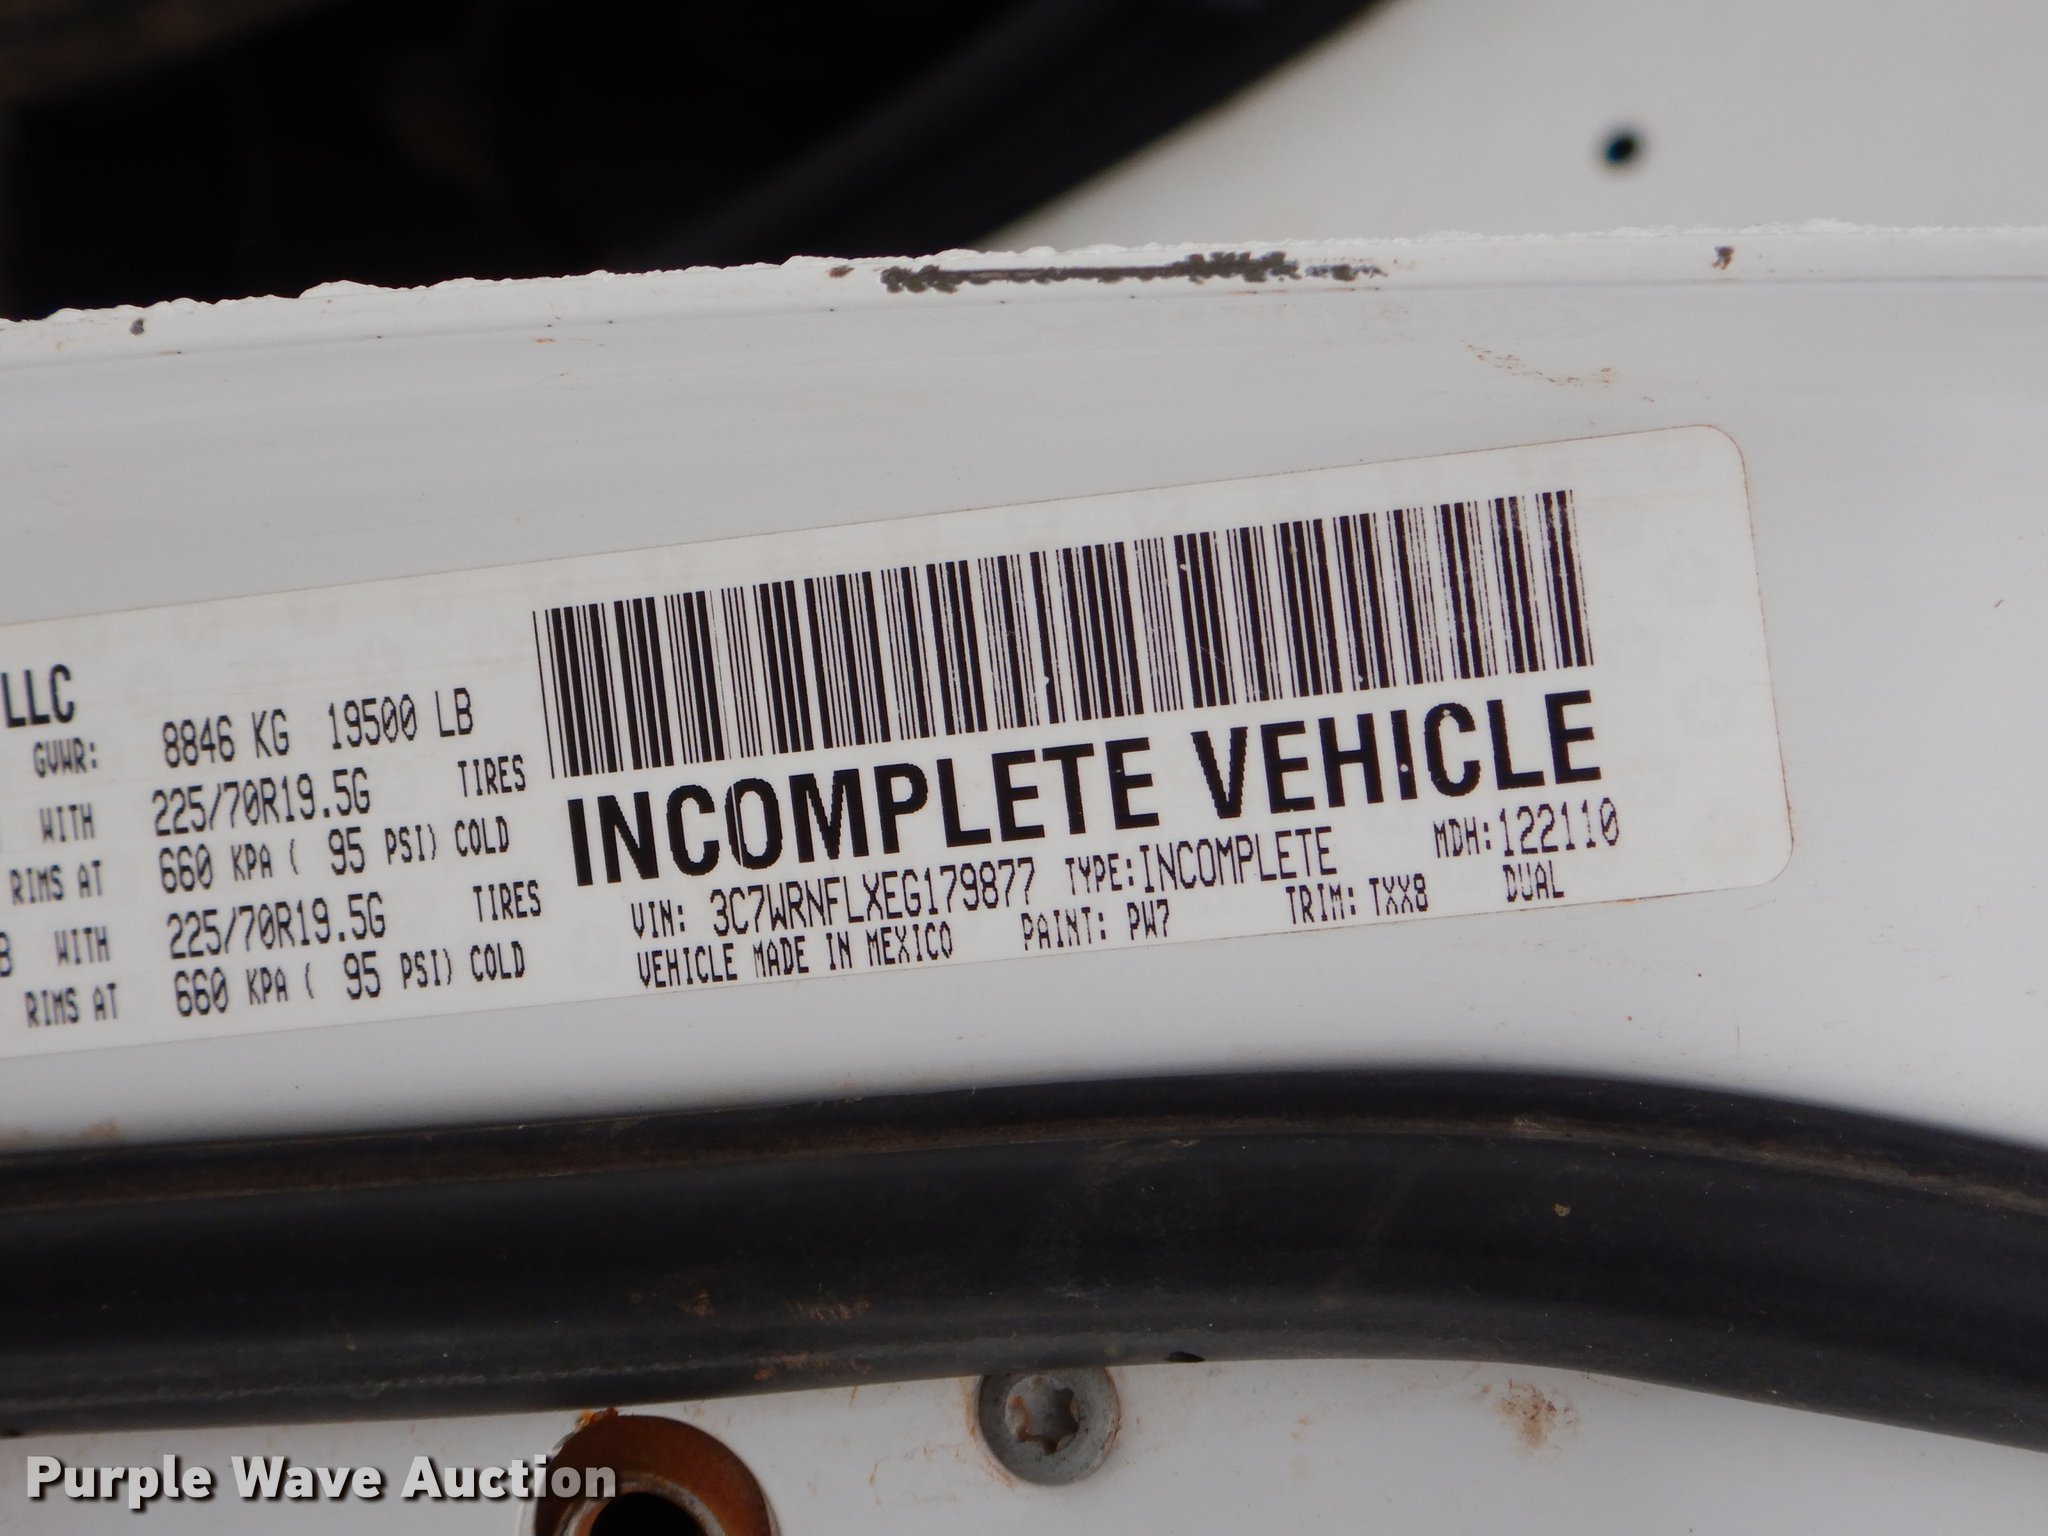 LLC
GVWR: 8846 KG 19500 LB
WITH 225/70R19.5G TIRES
RIMS AT 660 KPA ( 95 PSI) COLD
B WITH 225/70R19.5G TIRES
RIMS AT 660 KPA ( 95 PSI) COLD
INCOMPLETE VEHICLE
VIN: 3C7WRNFLXEG179877 TYPE:INCOMPLETE MDH:122110
VEHICLE MADE IN MEXICO PAINT: PW7 TRIM: TXX8 DUAL
Purple Wave Auction